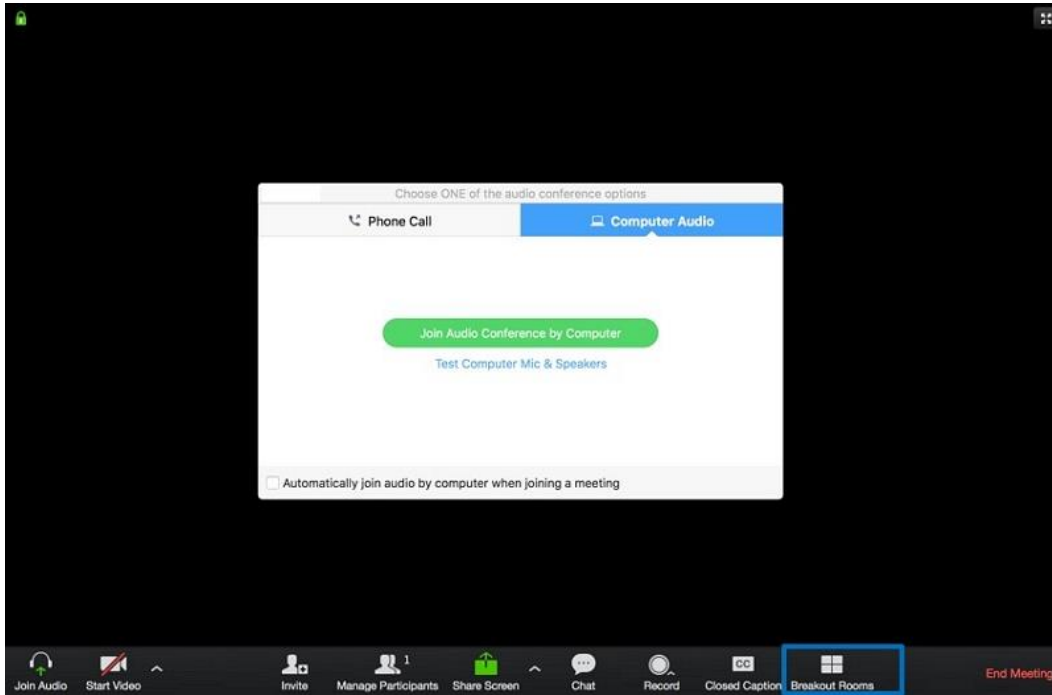 Choose ONE of the audio conference options
Phone Call
Computer Audio
Join Audio Conference by Computer
Test Computer Mic & Speakers
Automatically join audio by computer when joining a meeting
Join Audio
Start Video
Invite
1
Manage Participants
Share Screen
Chat
Record
CC
Closed Caption
Breakout Rooms
End Meeting